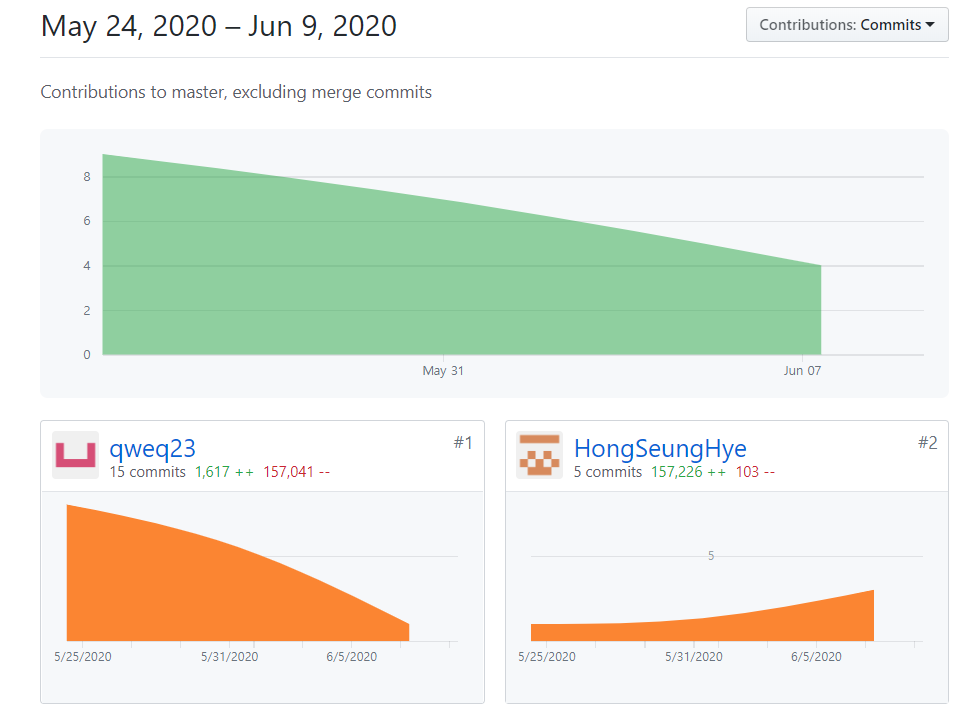 May 24, 2020 – Jun 9, 2020
Contributions: Commits
Contributions to master, excluding merge commits
8
6
4
2
0
May 31
Jun 07
qweq23
#1
15 commits 1,617 ++ 157,041 --
5/25/2020
5/31/2020
6/5/2020
HongSeungHye
#2
5 commits 157,226 ++ 103 --
5
5/25/2020
5/31/2020
6/5/2020